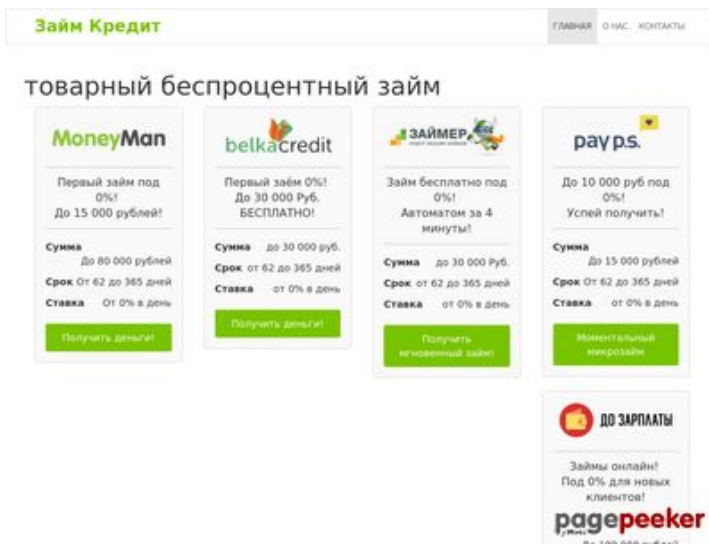 Займ Кредит
ГЛАВНАЯ О НАС КОНТАКТЫ
товарный беспроцентный займ
MoneyMan
Первый займ под
0%!
До 15 000 рублей!
Сумма
До 80 000 рублей
Срок От 62 до 365 дней
Ставка От 0% в день
Получить деньги!
belkacredit
Первый заём 0%!
До 30 000 Руб.
БЕСПЛАТНО!
Сумма до 30 000 руб.
Срок от 62 до 365 дней
Ставка от 0% в день
Получить деньги!
ЗАЙМЕР
Займ бесплатно под
0%!
Автоматом за 4
минуты!
Сумма до 30 000 Руб.
Срок от 62 до 365 дней
Ставка от 0% в день
Получить
мгновенный займ!
pay p.s.
До 10 000 руб под
0%!
Успей получить!
Сумма
До 15 000 рублей
Срок От 62 до 365 дней
Ставка от 0% в день
Моментальный
микрозайм
ДО ЗАРПЛАТЫ
Займы онлайн!
Под 0% для новых
клиентов!
pagepeeker
До 100 000 рублей